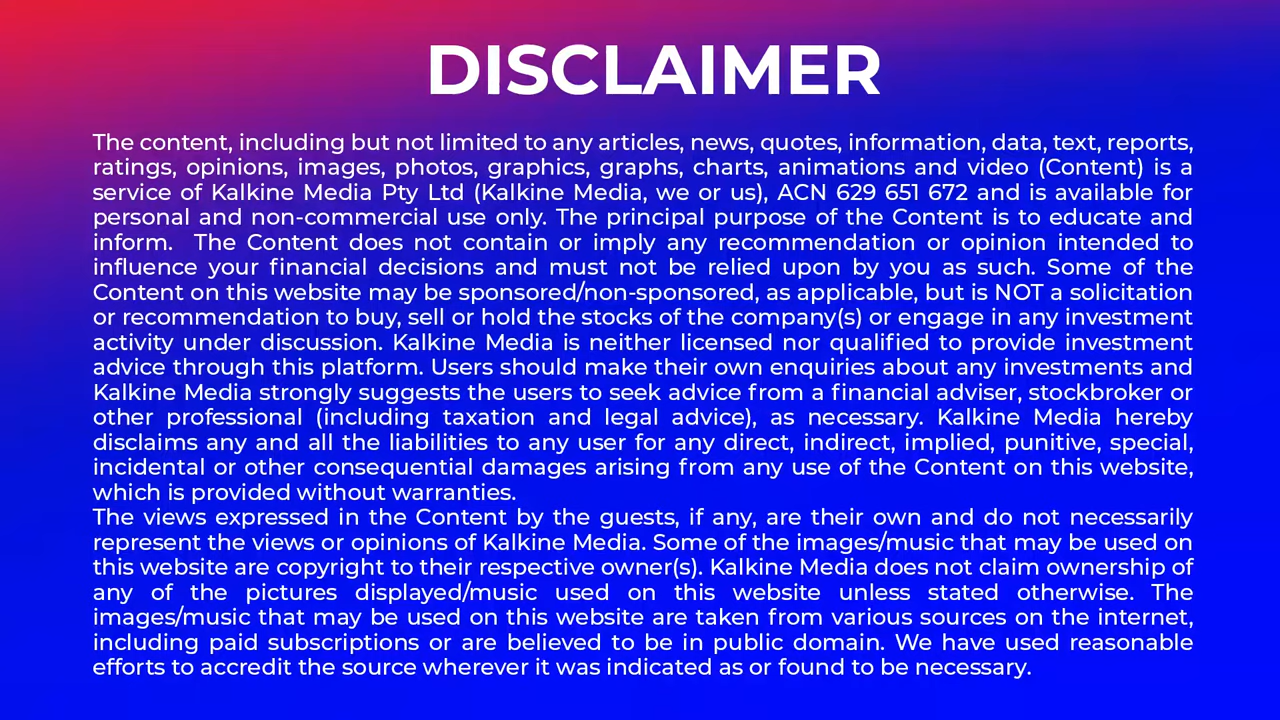 DISCLAIMER
The content, including but not limited to any articles, news, quotes, information, data, text, reports,
ratings, opinions, images, photos, graphics, graphs, charts, animations and video (Content) is a
service of Kalkine Media Pty Ltd (Kalkine Media, we or us), ACN 629 651 672 and is available for
personal and non-commercial use only. The principal purpose of the Content is to educate and
inform.  The Content does not contain or imply any recommendation or opinion intended to
influence your financial decisions and must not be relied upon by you as such. Some of the
Content on this website may be sponsored/non-sponsored, as applicable, but is NOT a solicitation
or recommendation to buy, sell or hold the stocks of the company(s) or engage in any investment
activity under discussion. Kalkine Media is neither licensed nor qualified to provide investment
advice through this platform. Users should make their own enquiries about any investments and
Kalkine Media strongly suggests the users to seek advice from a financial adviser, stockbroker or
other professional (including taxation and legal advice), as necessary. Kalkine Media hereby
disclaims any and all the liabilities to any user for any direct, indirect, implied, punitive, special,
incidental or other consequential damages arising from any use of the Content on this website,
which is provided without warranties.
The views expressed in the Content by the guests, if any, are their own and do not necessarily
represent the views or opinions of Kalkine Media. Some of the images/music that may be used on
this website are copyright to their respective owner(s). Kalkine Media does not claim ownership of
any of the pictures displayed/music used on this website unless stated otherwise. The
images/music that may be used on this website are taken from various sources on the internet,
including paid subscriptions or are believed to be in public domain. We have used reasonable
efforts to accredit the source wherever it was indicated as or found to be necessary.